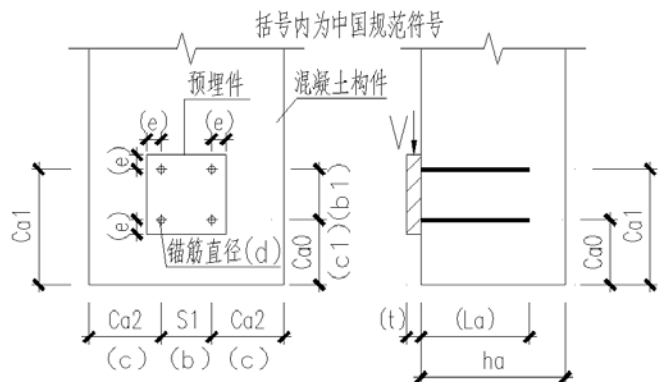 括号内为中国规范符号
预埋件
混凝土构件
(e)
(e)
V
(e)
(e)
Ca1
锚筋直径(d)
(b1)
(c1)
Ca0
Ca0
Ca1
Ca2
S1
Ca2
(c)
(b)
(c)
(t)
(La)
ha